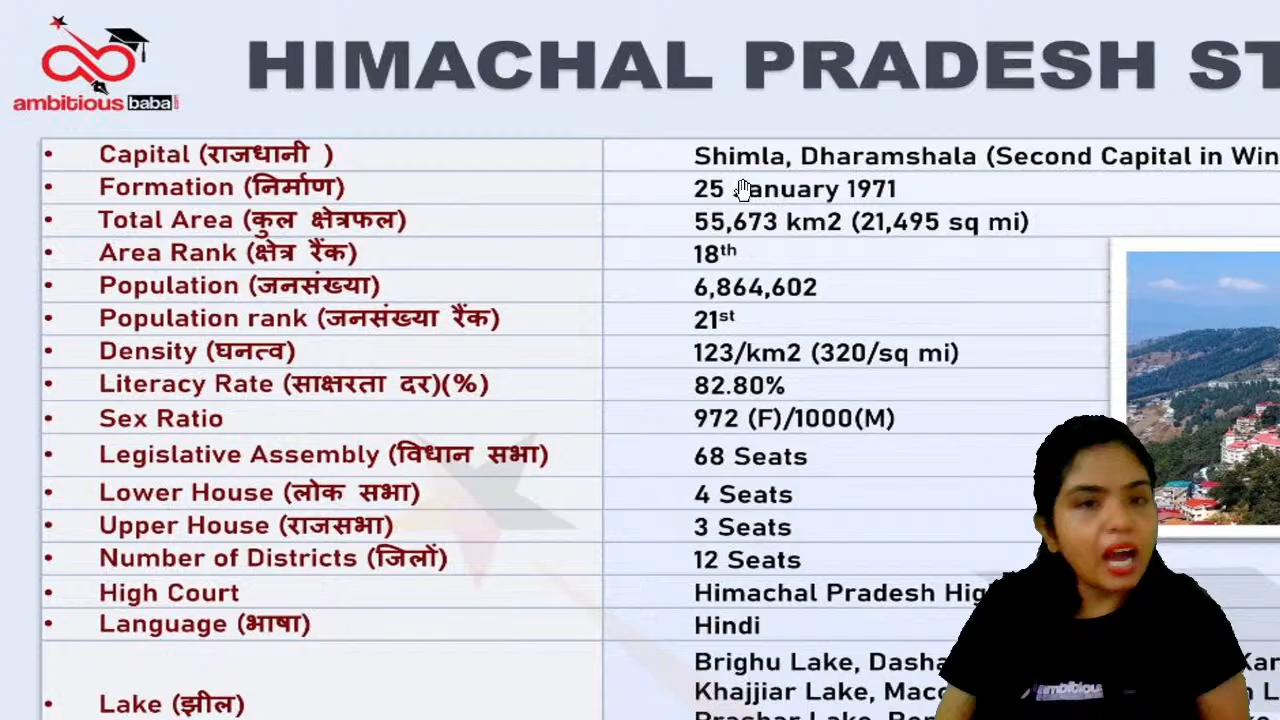 ambitious baba
HIMACHAL PRADESH ST
• Capital (राजधानी ) Shimla, Dharamshala (Second Capital in Win
• Formation (निर्माण) 25 January 1971
• Total Area (कुल क्षेत्रफल) 55,673 km2 (21,495 sq mi)
• Area Rank (क्षेत्र रैंक) 18th
• Population (जनसंख्या) 6,864,602
• Population rank (जनसंख्या रैंक) 21st
• Density (घनत्व) 123/km2 (320/sq mi)
• Literacy Rate (साक्षरता दर)(%) 82.80%
• Sex Ratio 972 (F)/1000(M)
• Legislative Assembly (विधान सभा) 68 Seats
• Lower House (लोक सभा) 4 Seats
• Upper House (राजसभा) 3 Seats
• Number of Districts (जिलों) 12 Seats
• High Court Himachal Pradesh Hig
• Language (भाषा) Hindi
Brighu Lake, Dasha Kar
Khajjiar Lake, Mac
• Lake (झील) Prashar Lake
ambitious